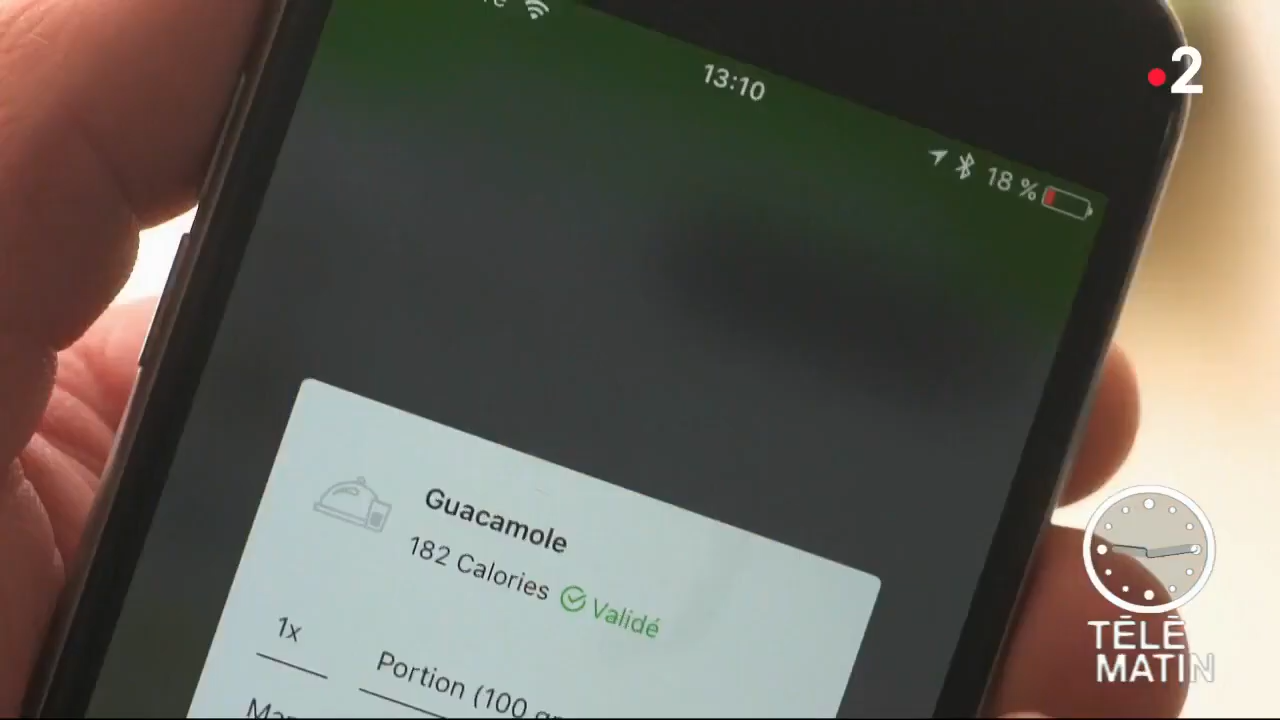 13:10
18 %
2
Guacamole
182 Calories Validé
1x
Portion (100
TÉLÉ
MATIN